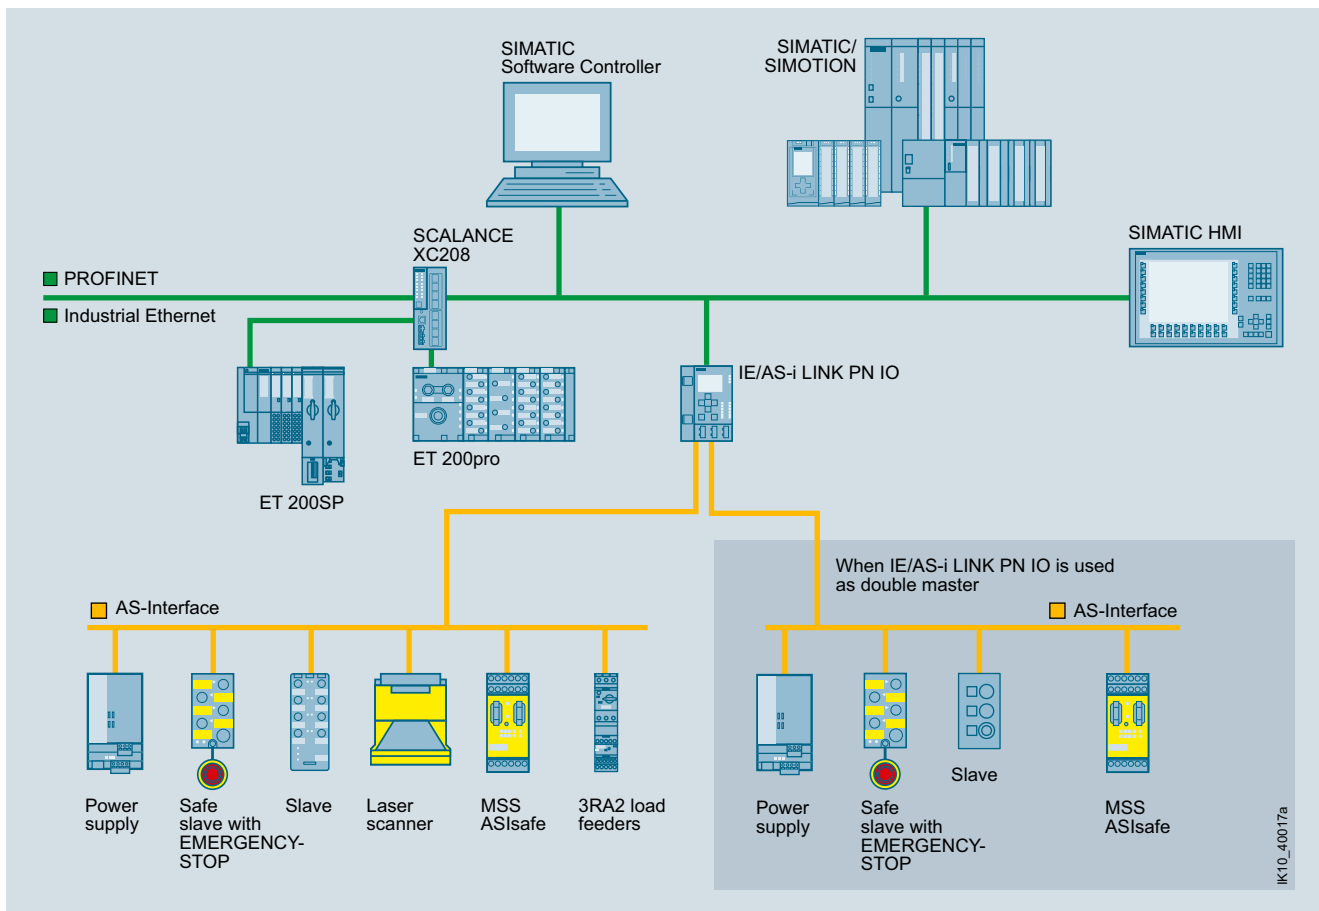 SIMATIC
Software Controller
SIMATIC/
SIMOTION
SCALANCE
XC208
SIMATIC HMI
PROFINET
Industrial Ethernet
IE/AS-i LINK PN IO
ET 200pro
ET 200SP
When IE/AS-i LINK PN IO is used
as double master
AS-Interface
AS-Interface
Power
supply
Safe
slave with
EMERGENCY-
STOP
Slave
Laser
scanner
MSS
ASIsafe
3RA2 load
feeders
Power
supply
Safe
slave with
EMERGENCY-
STOP
Slave
MSS
ASIsafe
IK10_40017a